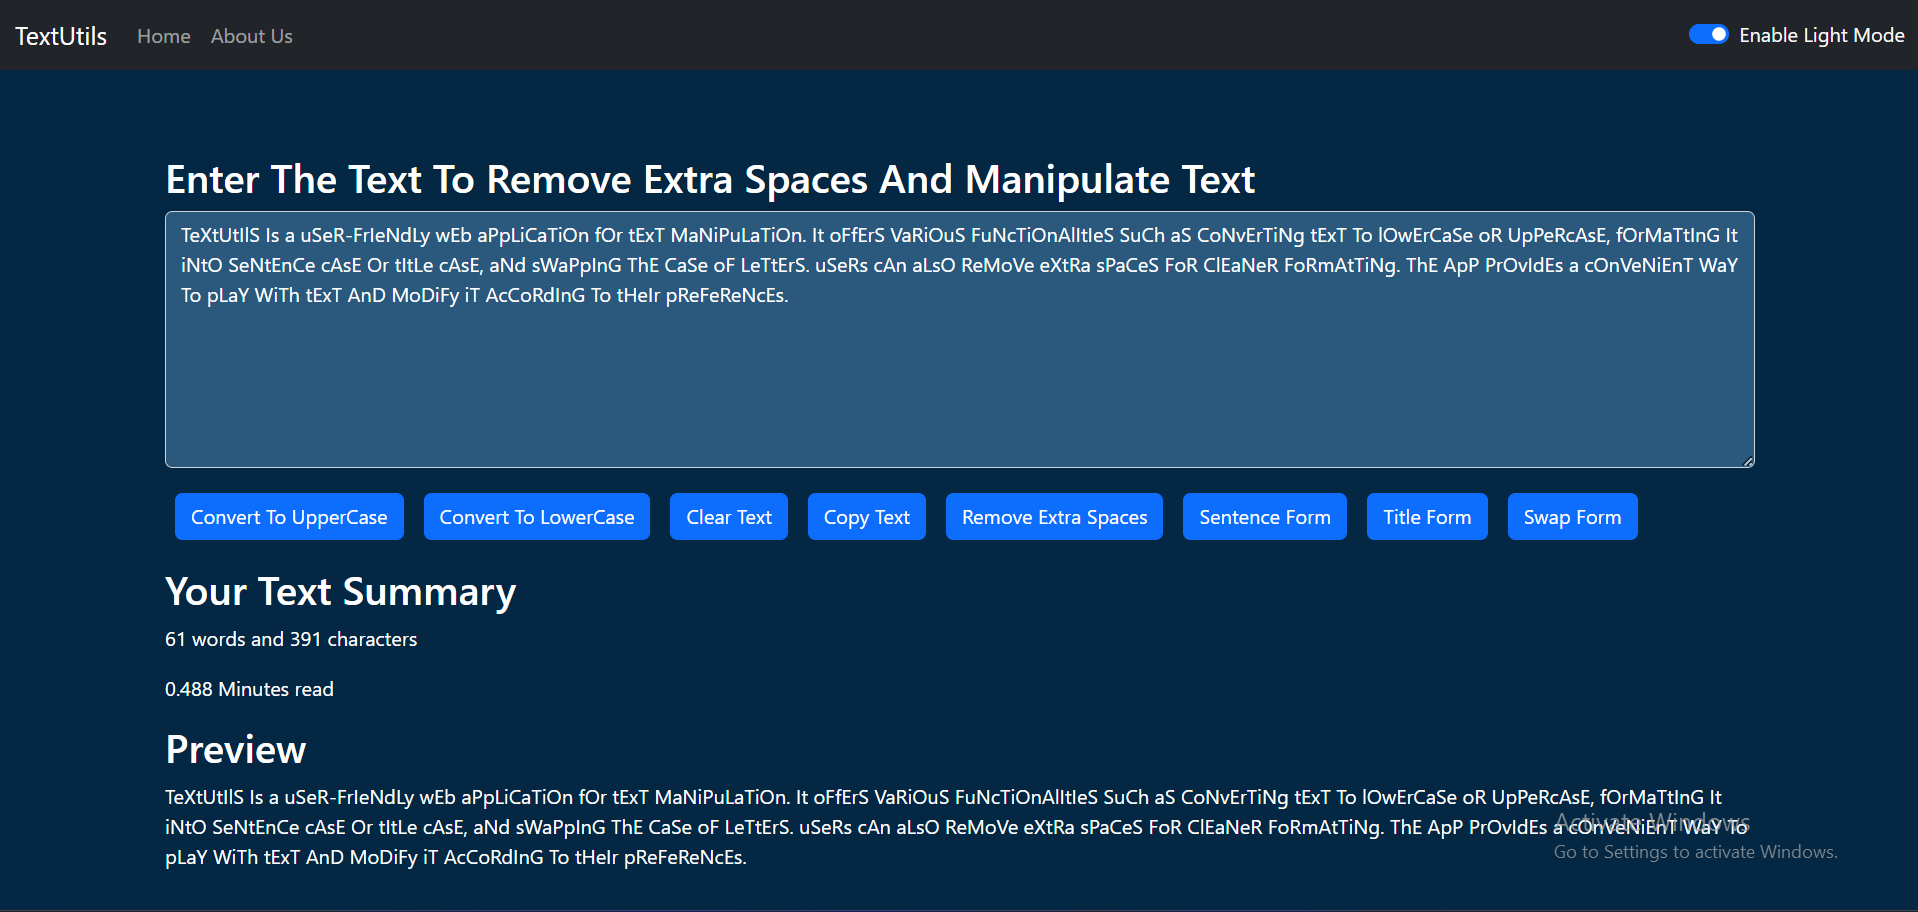 TextUtils Home About Us Enable Light Mode
Enter The Text To Remove Extra Spaces And Manipulate Text
TeXtUtIlS Is a uSeR-FrIeNdLy wEb aPpLiCaTiOn fOr tExT MaNiPuLaTiOn. It oFfErS VaRiOuS FuNcTiOnAlItIeS SuCh aS CoNvErTiNg tExT To lOwErCaSe oR UpPeRcAsE, fOrMaTtInG It
iNtO SeNtEnCe cAsE Or tItLe cAsE, aNd sWaPpInG ThE CaSe oF LeTtErS. uSeRs cAn aLsO ReMoVe eXtRa sPaCeS FoR ClEaNeR FoRmAtTiNg. ThE ApP PrOvIdEs a cOnVeNiEnT WaY
To pLaY WiTh tExT AnD MoDiFy iT AcCoRdInG To tHeIr pReFeReNcEs.
Convert To UpperCase Convert To LowerCase Clear Text Copy Text Remove Extra Spaces Sentence Form Title Form Swap Form
Your Text Summary
61 words and 391 characters
0.488 Minutes read
Preview
TeXtUtIlS Is a uSeR-FrIeNdLy wEb aPpLiCaTiOn fOr tExT MaNiPuLaTiOn. It oFfErS VaRiOuS FuNcTiOnAlItIeS SuCh aS CoNvErTiNg tExT To lOwErCaSe oR UpPeRcAsE, fOrMaTtInG It
iNtO SeNtEnCe cAsE Or tItLe cAsE, aNd sWaPpInG ThE CaSe oF LeTtErS. uSeRs cAn aLsO ReMoVe eXtRa sPaCeS FoR ClEaNeR FoRmAtTiNg. ThE ApP PrOvIdEs a cOnVeNiEnT WaY To
pLaY WiTh tExT AnD MoDiFy iT AcCoRdInG To tHeIr pReFeReNcEs.
Activate Windows
Go to Settings to activate Windows.